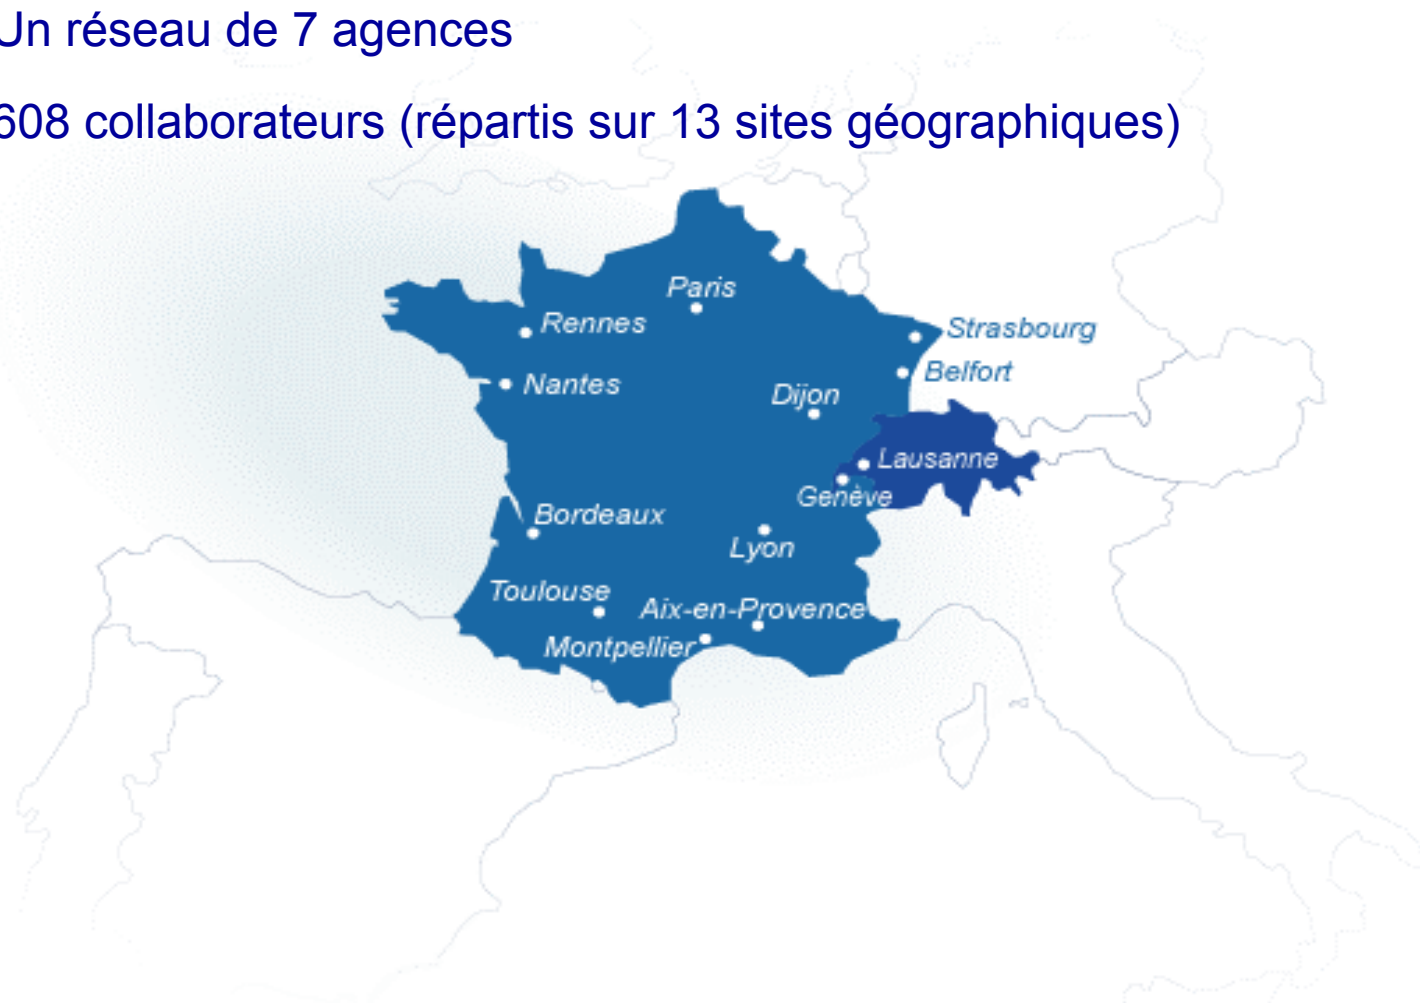 Un réseau de 7 agences
608 collaborateurs (répartis sur 13 sites géographiques)
Paris
Rennes
Strasbourg
Belfort
Nantes
Dijon
Lausanne
Genève
Bordeaux
Lyon
Toulouse
Aix-en-Provence
Montpellier